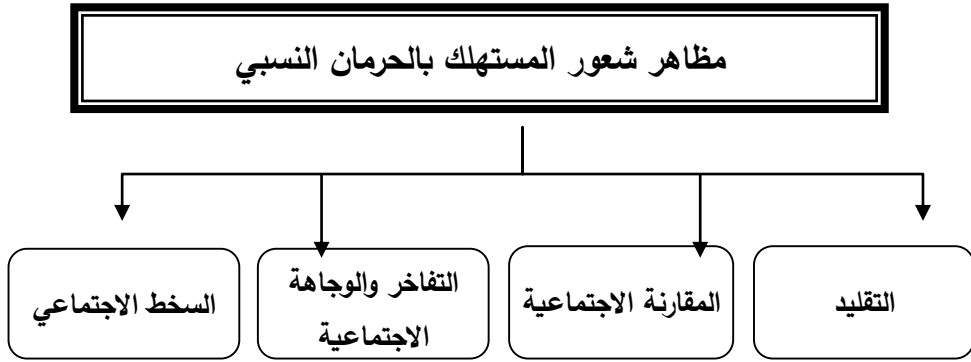 مظاهر شعور المستهلك بالحرمان النسبي
التقليد
المقارنة الاجتماعية
التفاخر والوجاهة
الاجتماعية
السخط الاجتماعي